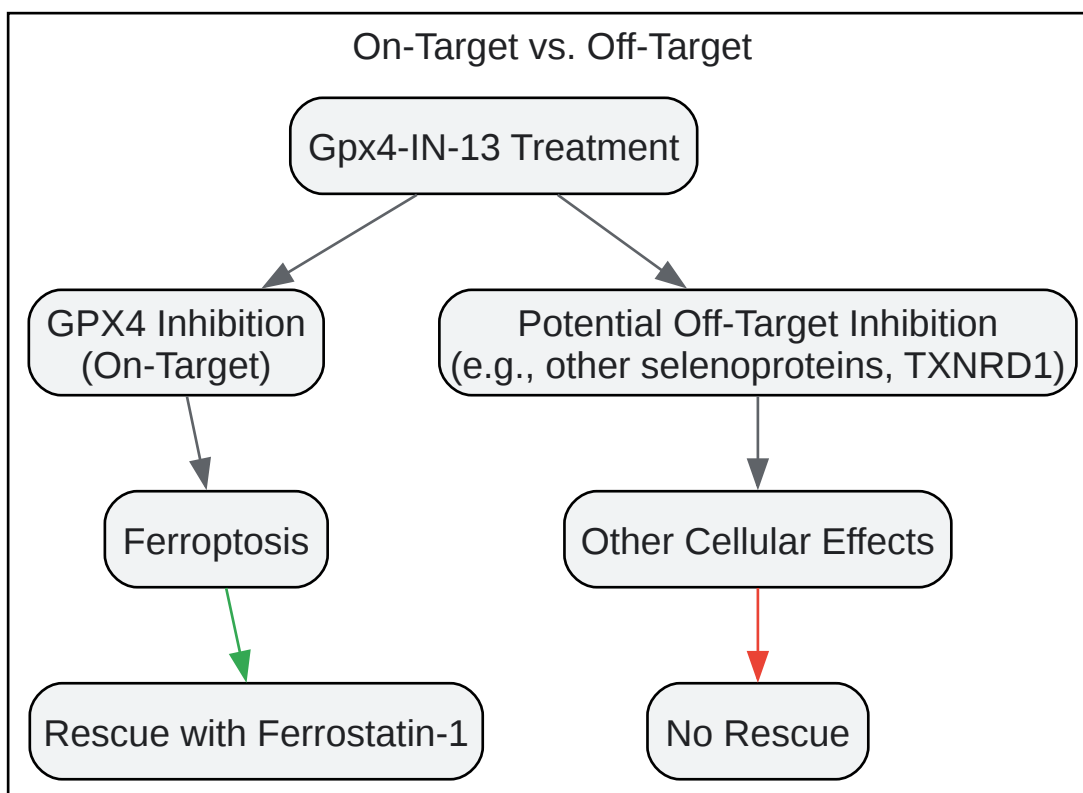 On-Target vs. Off-Target
Gpx4-IN-13 Treatment
GPX4 Inhibition
(On-Target)
Potential Off-Target Inhibition
(e.g., other selenoproteins, TXNRD1)
Ferroptosis
Other Cellular Effects
Rescue with Ferrostatin-1
No Rescue